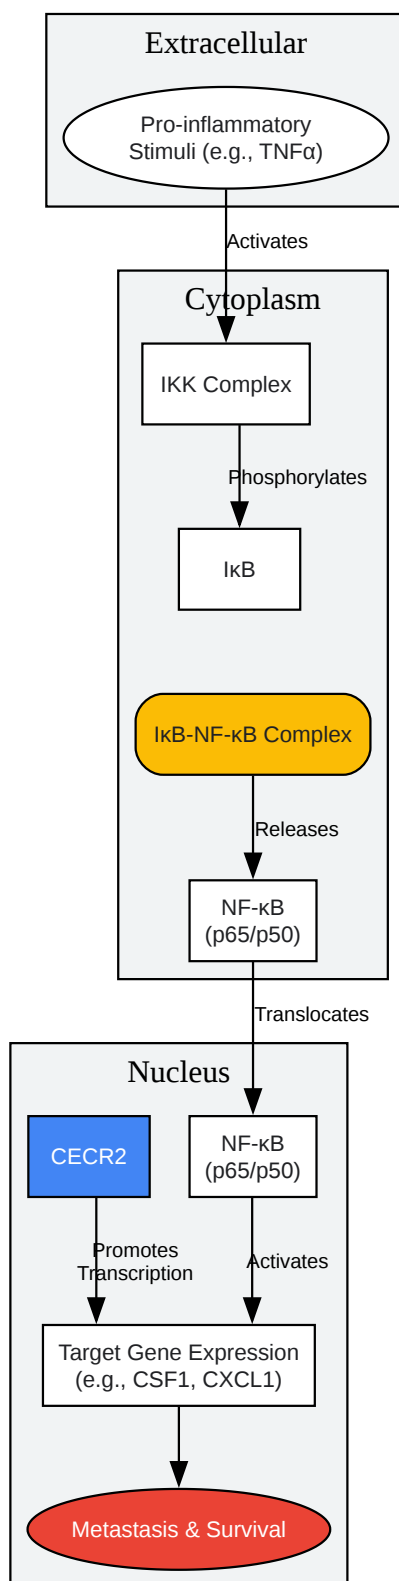 Extracellular
Pro-inflammatory
Stimuli (e.g., TNFα)
Activates
Cytoplasm
IKK Complex
Phosphorylates
IκB
IκB-NF-κB Complex
Releases
NF-κB
(p65/p50)
Translocates
Nucleus
CECR2
NF-κB
(p65/p50)
Promotes
Transcription
Activates
Target Gene Expression
(e.g., CSF1, CXCL1)
Metastasis & Survival